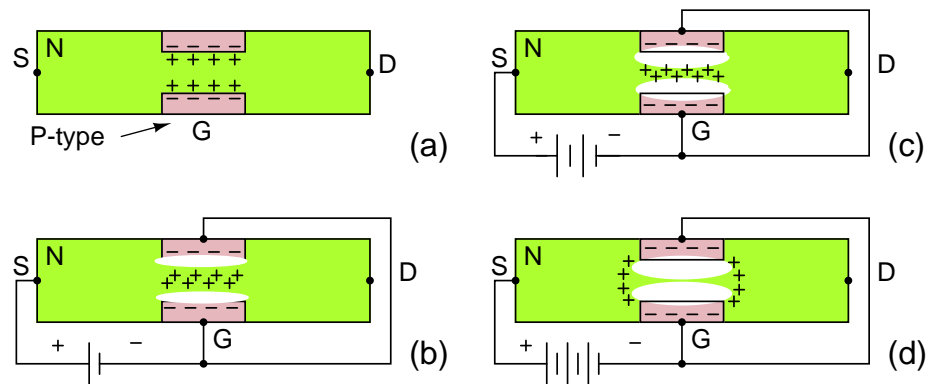 S N
− − − −
+ + + +
+ + + +
− − − −
D
P-type G
(a)
S N
− − − −
+ + + + + + + +
− − − −
D
G
+ −
(c)
S N
− − − −
+ + + + + + + +
− − − −
D
G
+ −
(b)
S N
− − − −
+ +
+ +
+ +
+ +
− − − −
D
G
+ −
(d)